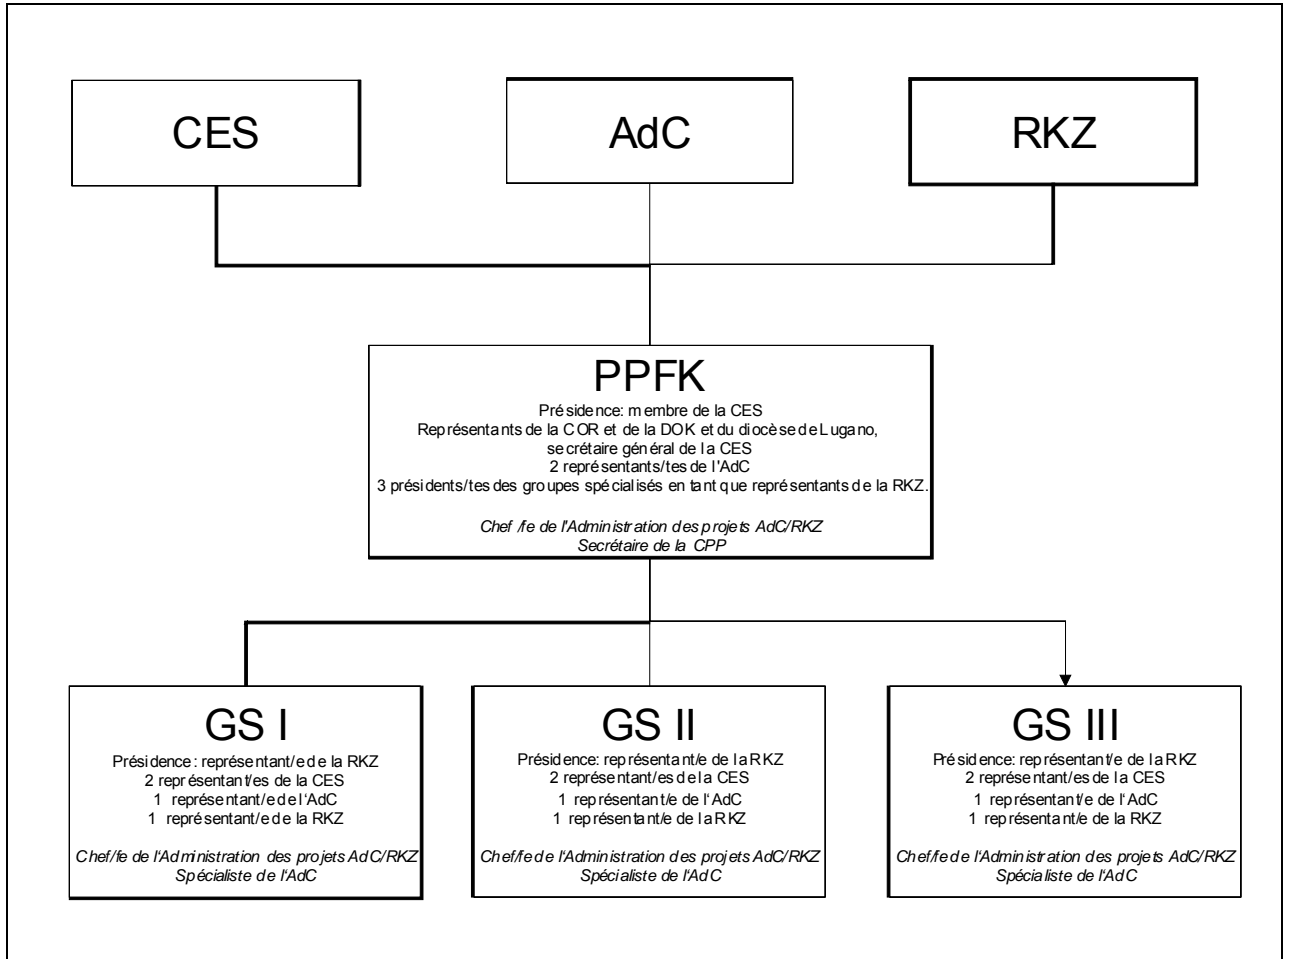 CES
AdC
RKZ
PPFK
Présidence: membre de la CES
Représentants de la COR et de la DOK et du diocèse de Lugano,
secrétaire général de la CES
2 représentants/tes de l'AdC
3 présidents/tes des groupes spécialisés en tant que représentants de la RKZ.
Chef /fe de l'Administration des projets AdC/RKZ
Secrétaire de la CPP
GS I
Présidence: représentant/e de la RKZ
2 représentant/es de la CES
1 représentant/e de l'AdC
1 représentant/e de la RKZ
Chef/fe de l'Administration des projets AdC/RKZ
Spécialiste de l'AdC
GS II
Présidence: représentant/e de la RKZ
2 représentant/es de la CES
1 représentant/e de l'AdC
1 représentant/e de la RKZ
Chef/fe de l'Administration des projets AdC/RKZ
Spécialiste de l'AdC
GS III
Présidence: représentant/e de la RKZ
2 représentant/es de la CES
1 représentant/e de l'AdC
1 représentant/e de la RKZ
Chef/fe de l'Administration des projets AdC/RKZ
Spécialiste de l'AdC